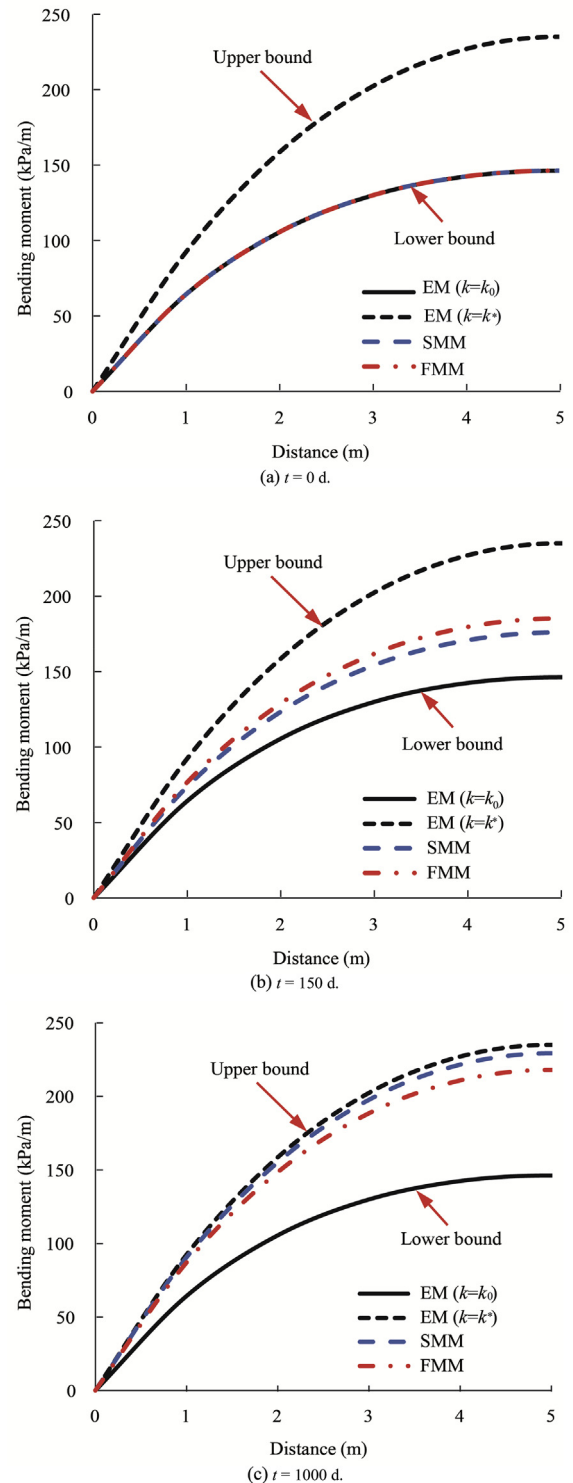 250
200
150
100
50
0
Bending moment (kPa/m)
Upper bound
Lower bound
EM (k=k₀)
EM (k=k*)
SMM
FMM
0 1 2 3 4 5
Distance (m)
(a) t = 0 d.
250
200
150
100
50
0
Bending moment (kPa/m)
Upper bound
Lower bound
EM (k=k₀)
EM (k=k*)
SMM
FMM
0 1 2 3 4 5
Distance (m)
(b) t = 150 d.
250
200
150
100
50
0
Bending moment (kPa/m)
Upper bound
Lower bound
EM (k=k₀)
EM (k=k*)
SMM
FMM
0 1 2 3 4 5
Distance (m)
(c) t = 1000 d.